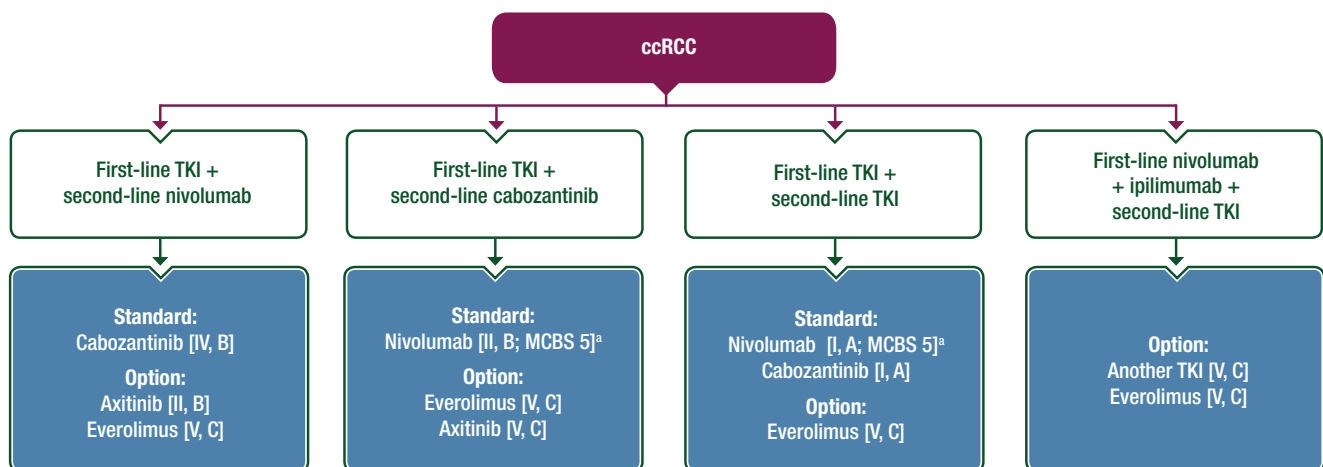 ccRCC
First-line TKI +
second-line nivolumab
First-line TKI +
second-line cabozantinib
First-line TKI +
second-line TKI
First-line nivolumab
+ ipilimumab +
second-line TKI
Standard:
Cabozantinib [IV, B]
Option:
Axitinib [II, B]
Everolimus [V, C]
Standard:
Nivolumab [II, B; MCBS 5]ᵃ
Option:
Everolimus [V, C]
Axitinib [V, C]
Standard:
Nivolumab [I, A; MCBS 5]ᵃ
Cabozantinib [I, A]
Option:
Everolimus [V, C]
Option:
Another TKI [V, C]
Everolimus [V, C]